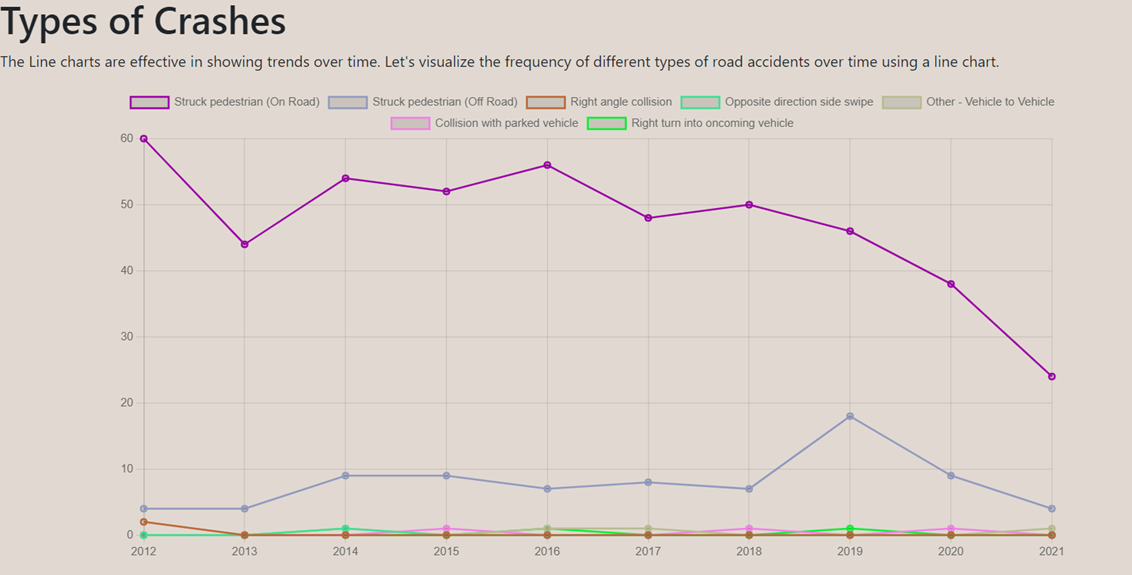 Types of Crashes
The Line charts are effective in showing trends over time. Let's visualize the frequency of different types of road accidents over time using a line chart.
Struck pedestrian (On Road) Struck pedestrian (Off Road) Right angle collision Opposite direction side swipe Other - Vehicle to Vehicle
Collision with parked vehicle Right turn into oncoming vehicle
60
50
40
30
20
10
0
2012 2013 2014 2015 2016 2017 2018 2019 2020 2021